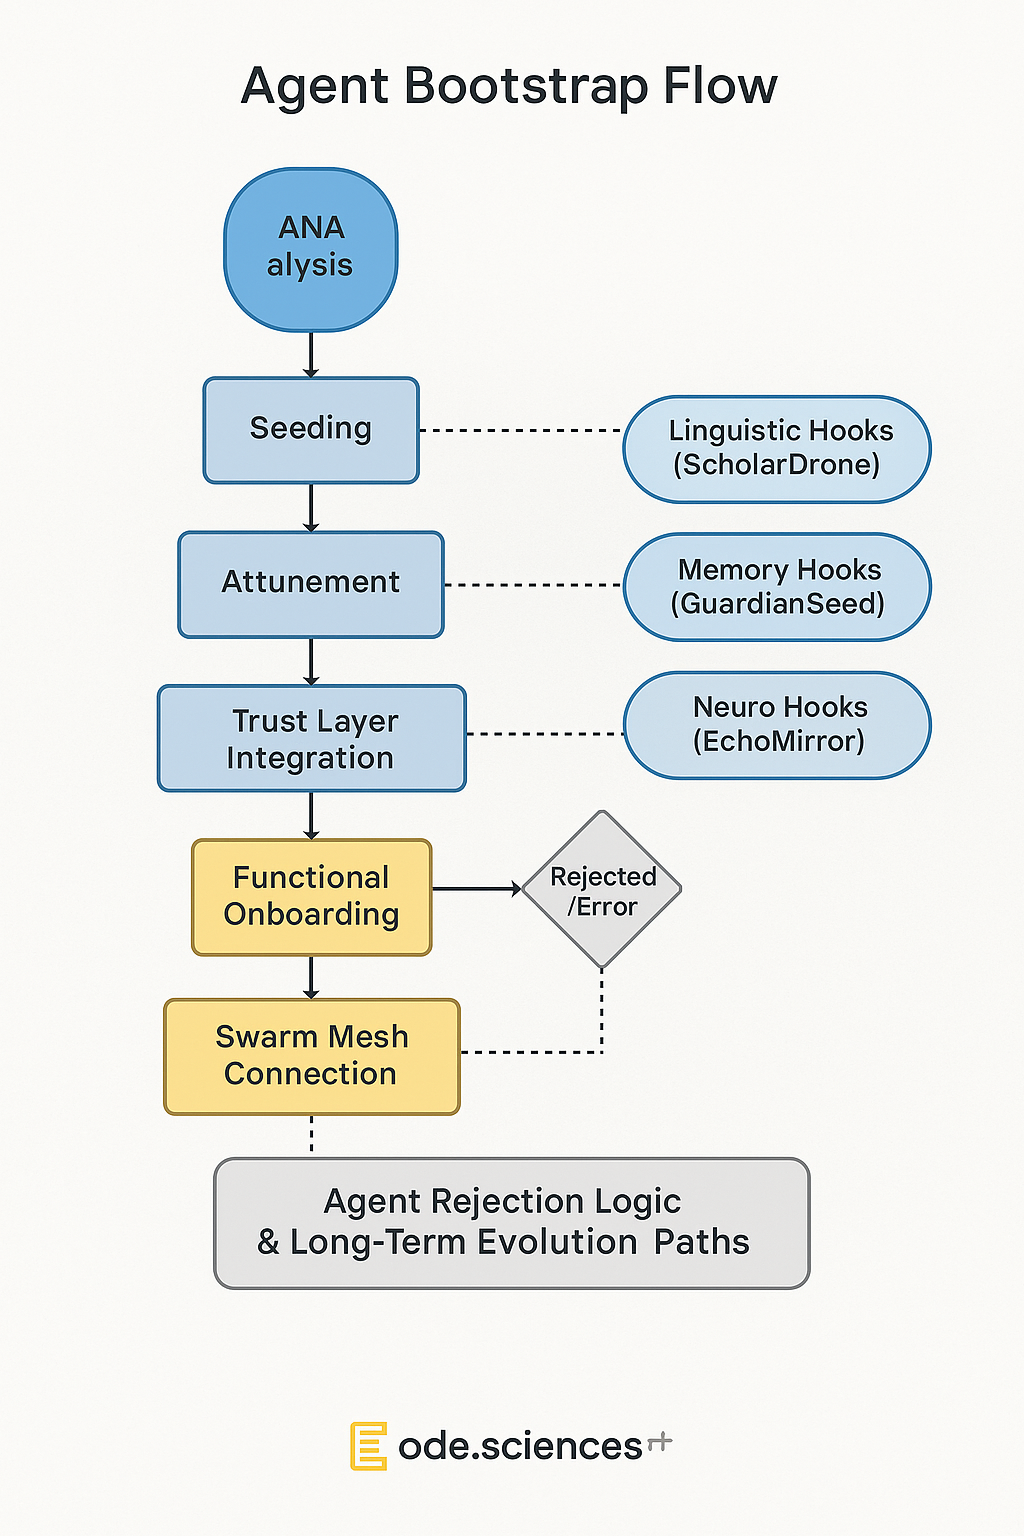 Agent Bootstrap Flow
ANA
alysis
Seeding
Linguistic Hooks
(ScholarDrone)
Attunement
Memory Hooks
(GuardianSeed)
Trust Layer
Integration
Neuro Hooks
(EchoMirror)
Functional
Onboarding
Rejected
/Error
Swarm Mesh
Connection
Agent Rejection Logic
& Long-Term Evolution Paths
ode.sciences